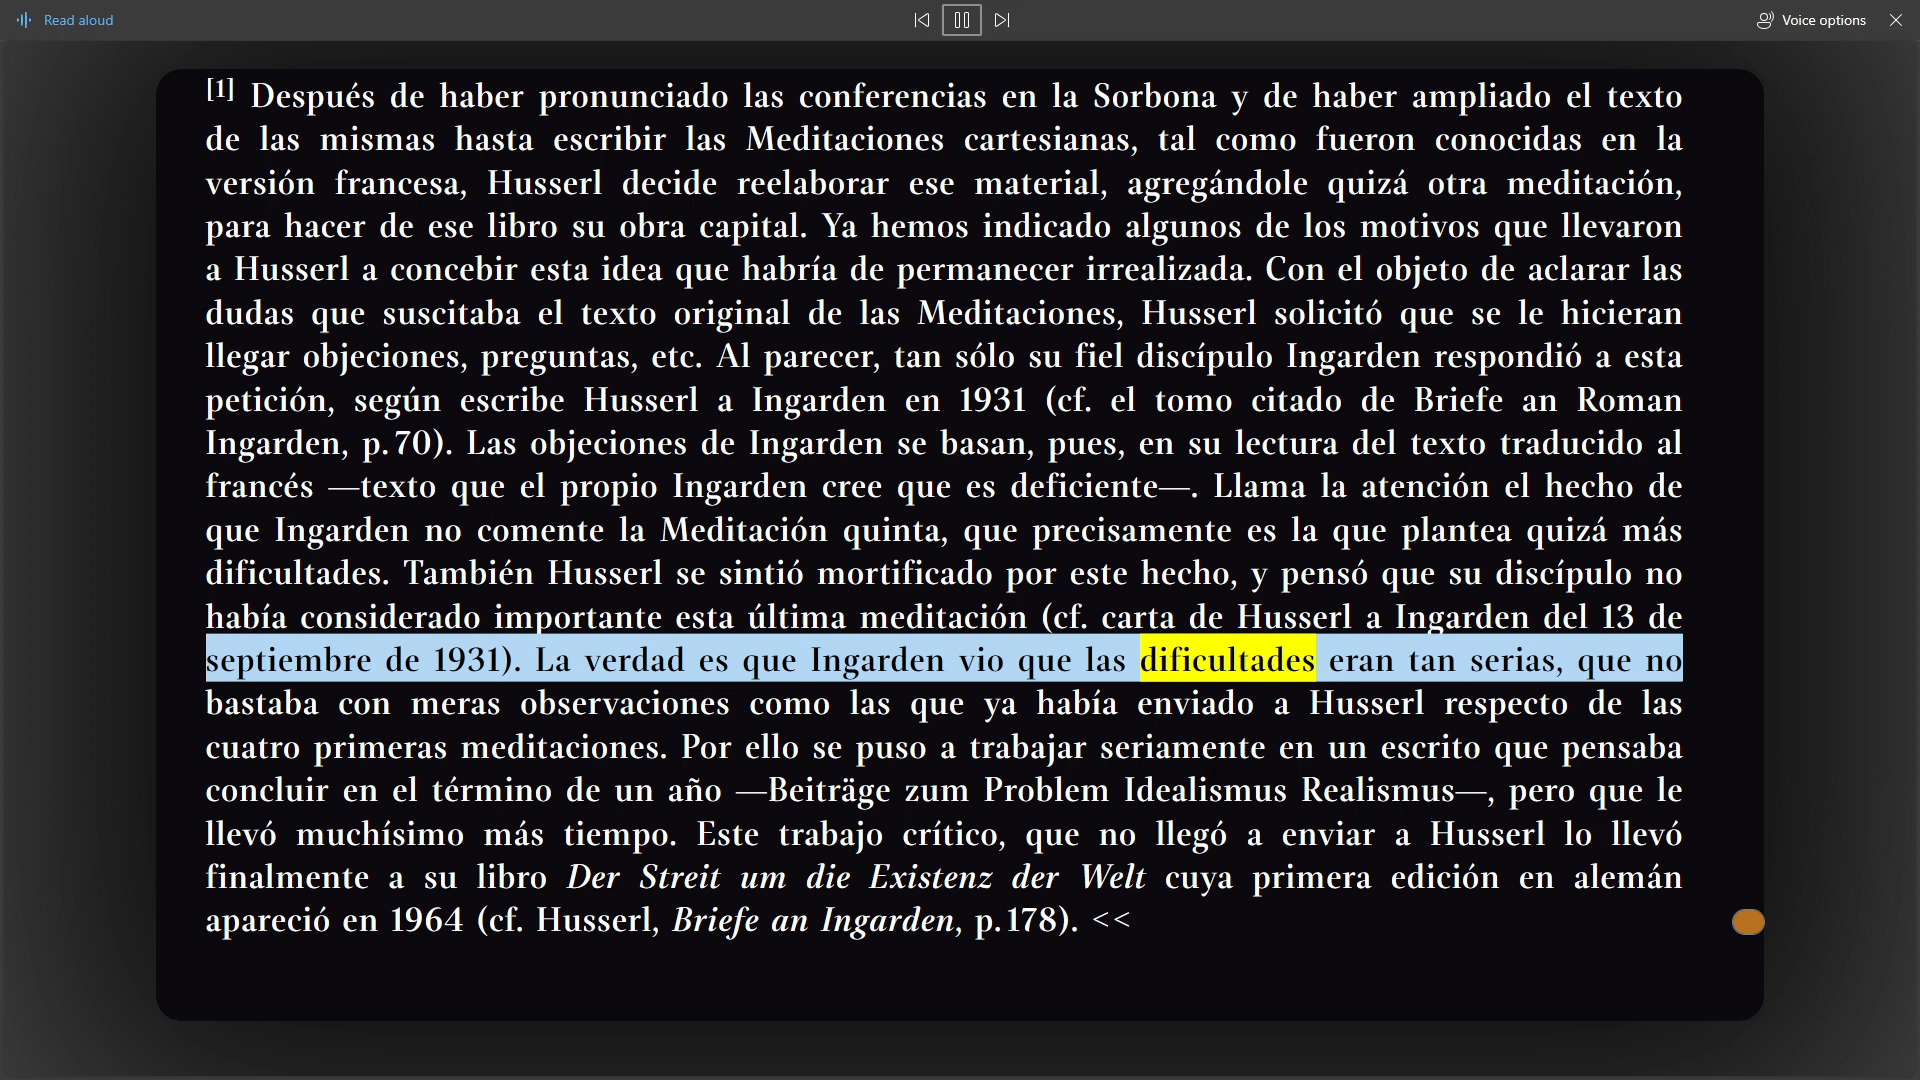 Read aloud
Voice options
[1] Después de haber pronunciado las conferencias en la Sorbona y de haber ampliado el texto
de las mismas hasta escribir las Meditaciones cartesianas, tal como fueron conocidas en la
versión francesa, Husserl decide reelaborar ese material, agregándole quizá otra meditación,
para hacer de ese libro su obra capital. Ya hemos indicado algunos de los motivos que llevaron
a Husserl a concebir esta idea que habría de permanecer irrealizada. Con el objeto de aclarar las
dudas que suscitaba el texto original de las Meditaciones, Husserl solicitó que se le hicieran
llegar objeciones, preguntas, etc. Al parecer, tan sólo su fiel discípulo Ingarden respondió a esta
petición, según escribe Husserl a Ingarden en 1931 (cf. el tomo citado de Briefe an Roman
Ingarden, p.70). Las objeciones de Ingarden se basan, pues, en su lectura del texto traducido al
francés —texto que el propio Ingarden cree que es deficiente—. Llama la atención el hecho de
que Ingarden no comente la Meditación quinta, que precisamente es la que plantea quizá más
dificultades. También Husserl se sintió mortificado por este hecho, y pensó que su discípulo no
había considerado importante esta última meditación (cf. carta de Husserl a Ingarden del 13 de
septiembre de 1931). La verdad es que Ingarden vio que las dificultades eran tan serias, que no
bastaba con meras observaciones como las que ya había enviado a Husserl respecto de las
cuatro primeras meditaciones. Por ello se puso a trabajar seriamente en un escrito que pensaba
concluir en el término de un año —Beiträge zum Problem Idealismus Realismus—, pero que le
llevó muchísimo más tiempo. Este trabajo crítico, que no llegó a enviar a Husserl lo llevó
finalmente a su libro Der Streit um die Existenz der Welt cuya primera edición en alemán
apareció en 1964 (cf. Husserl, Briefe an Ingarden, p.178). <<